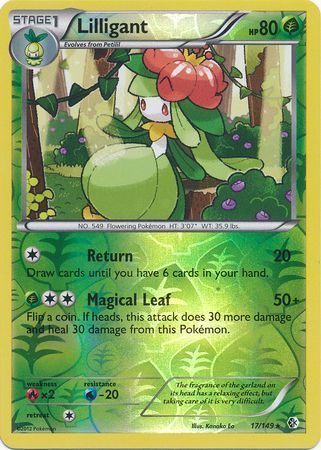 STAGE1 Lilligant HP80
Evolves from Petilil
NO. 549 Flowering Pokémon HT: 3'07" WT: 35.9 lbs.
Return 20
Draw cards until you have 6 cards in your hand.
Magical Leaf 50+
Flip a coin. If heads, this attack does 30 more damage
and heal 30 damage from this Pokémon.
weakness resistance
×2 -20
retreat
The fragrance of the garland on
its head has a relaxing effect, but
taking care of it is very difficult.
©2012 Pokémon Illus. Kanako Eo 17/149 ★